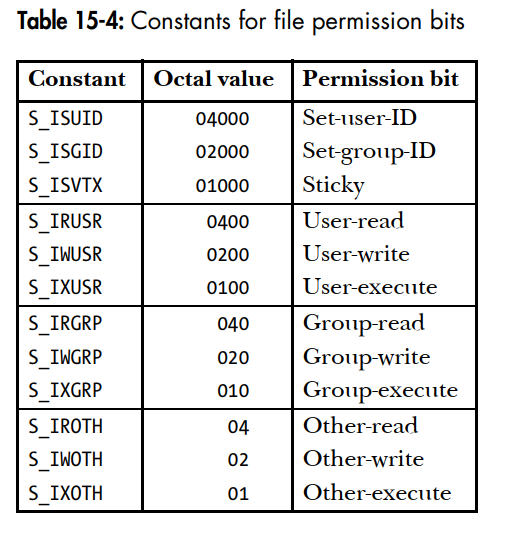 Table 15-4: Constants for file permission bits
Constant Octal value Permission bit
S_ISUID 04000 Set-user-ID
S_ISGID 02000 Set-group-ID
S_ISVTX 01000 Sticky
S_IRUSR 0400 User-read
S_IWUSR 0200 User-write
S_IXUSR 0100 User-execute
S_IRGRP 040 Group-read
S_IWGRP 020 Group-write
S_IXGRP 010 Group-execute
S_IROTH 04 Other-read
S_IWOTH 02 Other-write
S_IXOTH 01 Other-execute